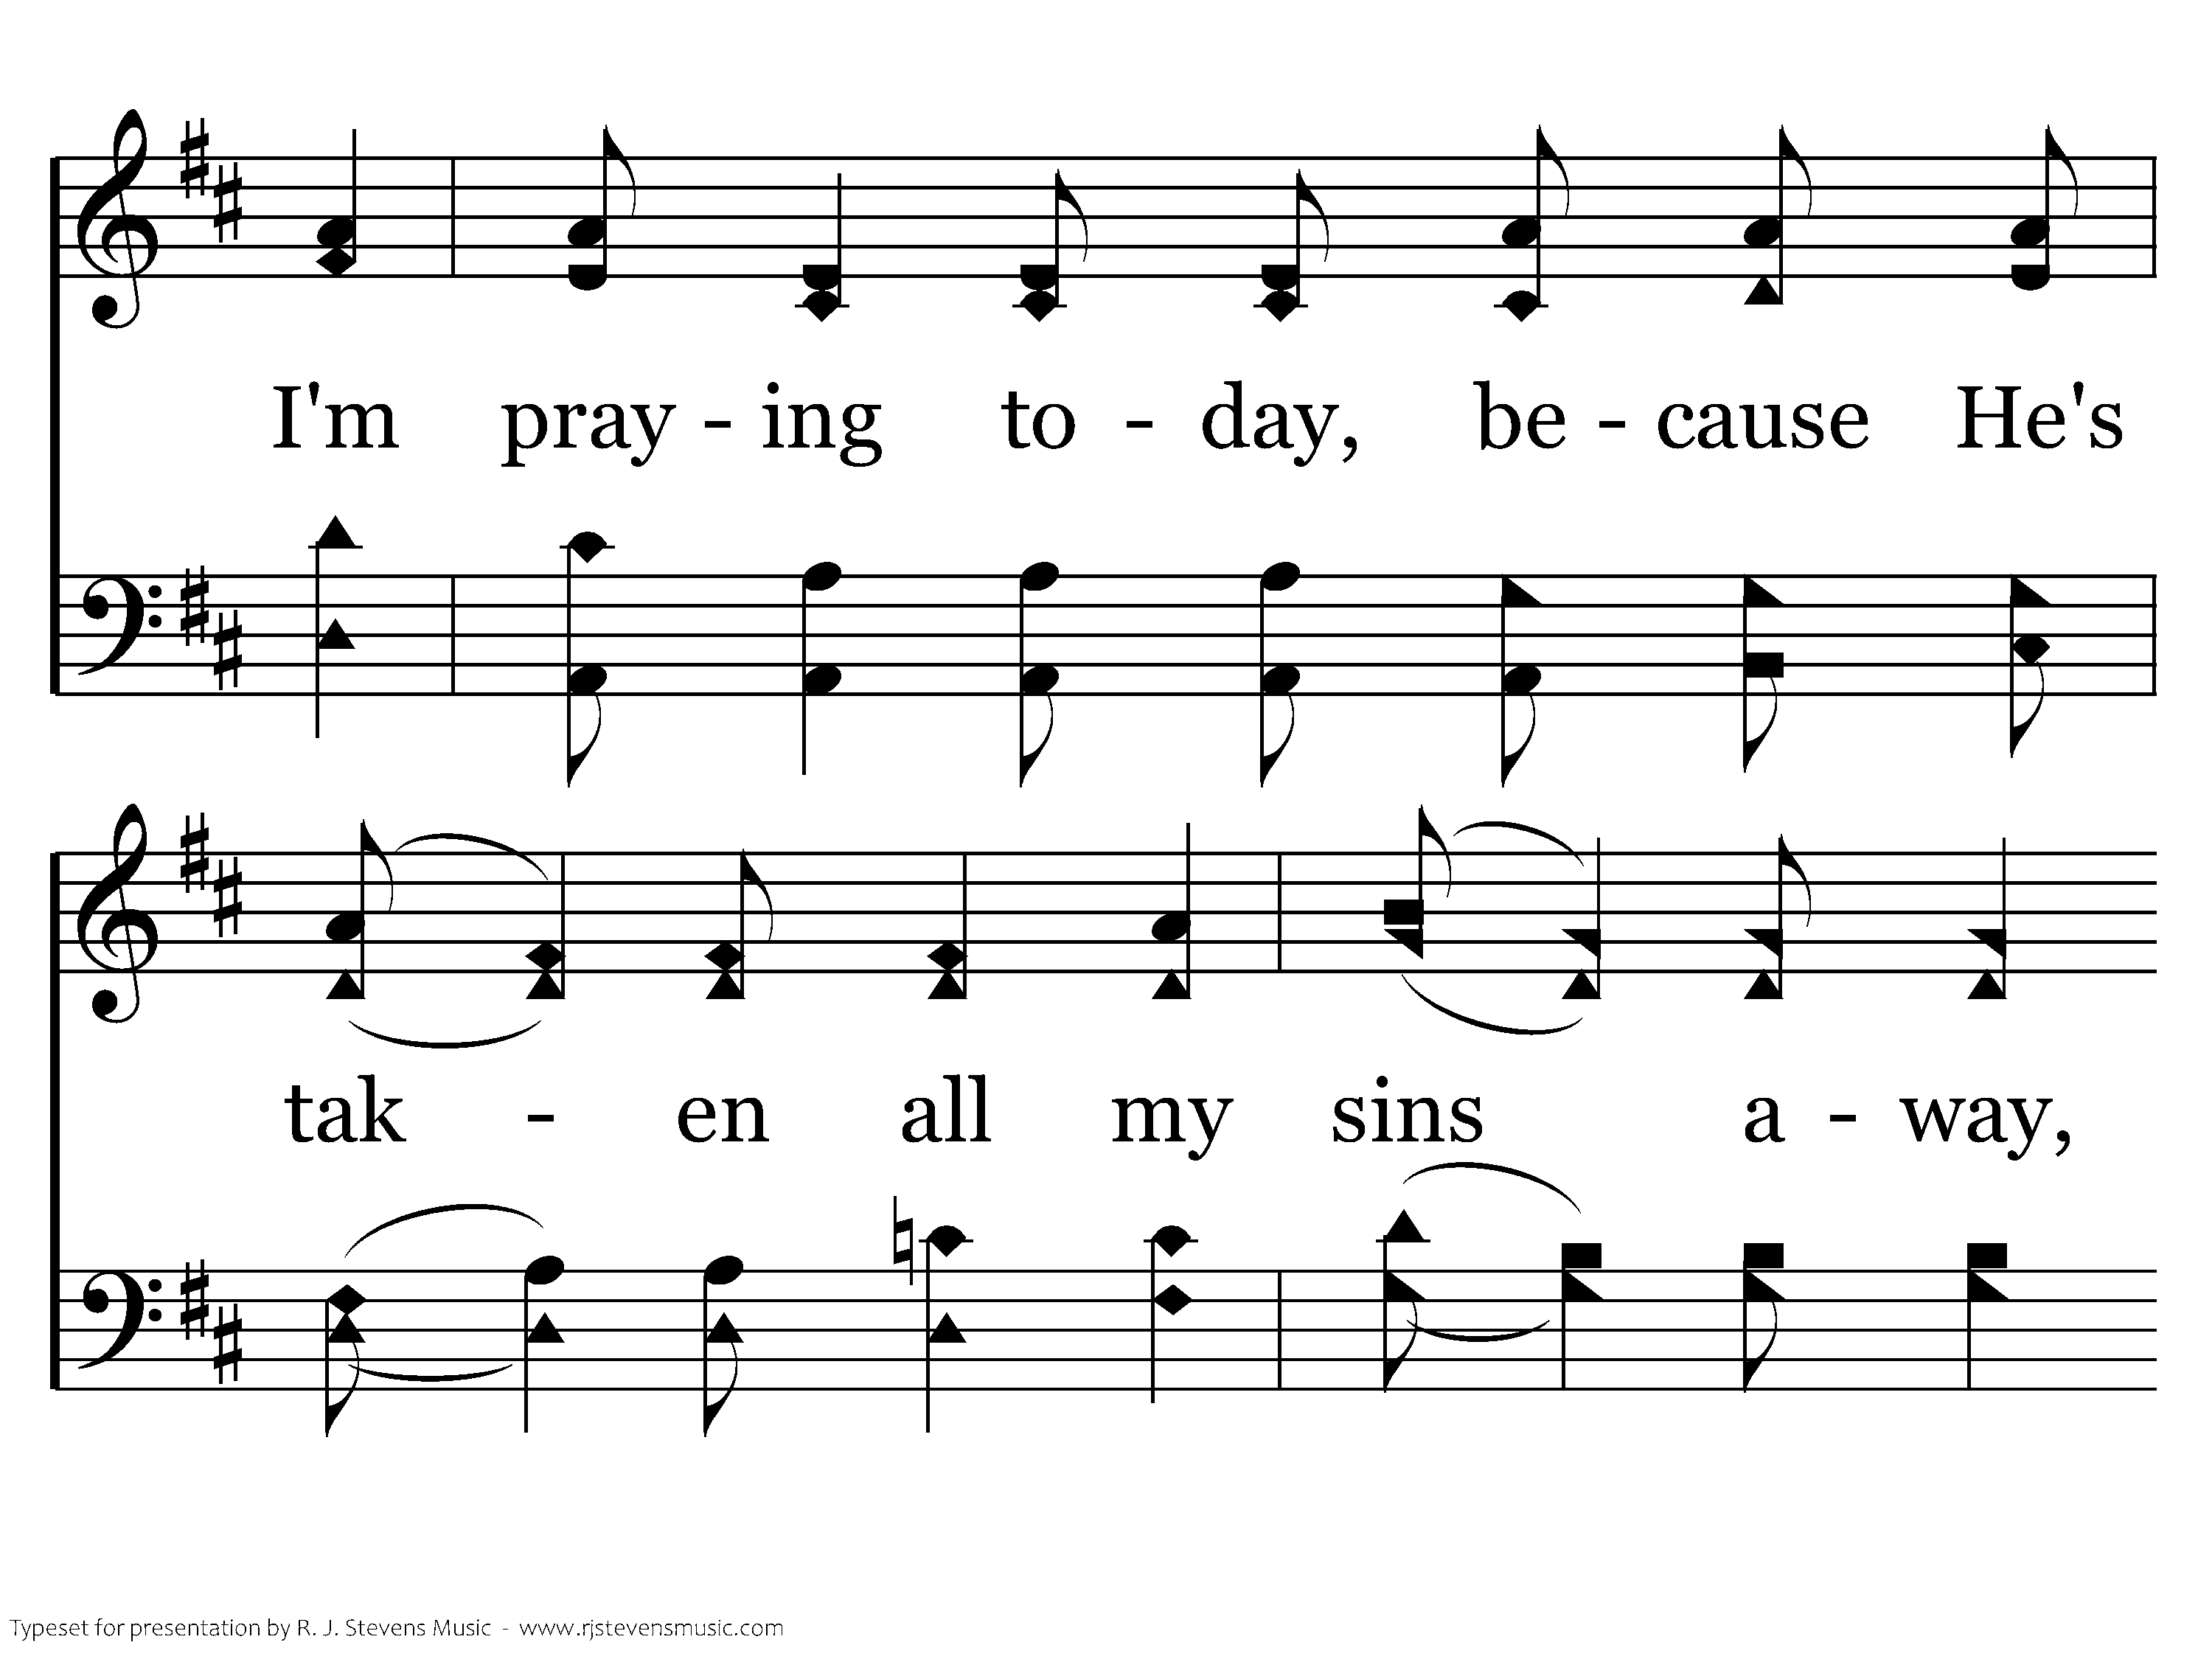 I'm pray - ing to - day, be - cause He's
tak - en all my sins a - way,
Typeset for presentation by R. J. Stevens Music - www.rjstevensmusic.com